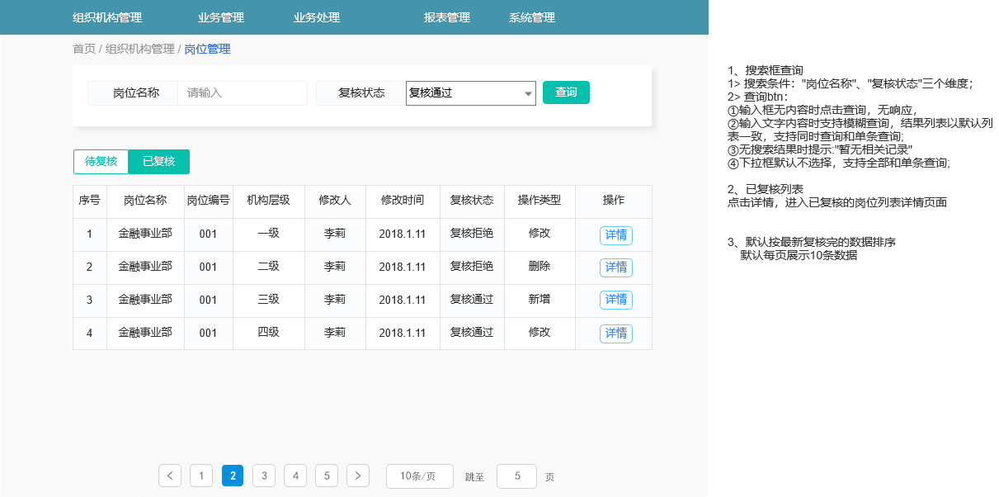 组织机构管理 业务管理 业务处理 报表管理 系统管理
首页 / 组织机构管理 / 岗位管理
岗位名称 请输入 复核状态 复核通过 查询
待复核 已复核
序号 岗位名称 岗位编号 机构层级 修改人 修改时间 复核状态 操作类型 操作
1 金融事业部 001 一级 李莉 2018.1.11 复核拒绝 修改 详情
2 金融事业部 001 二级 李莉 2018.1.11 复核拒绝 删除 详情
3 金融事业部 001 三级 李莉 2018.1.11 复核通过 新增 详情
4 金融事业部 001 四级 李莉 2018.1.11 复核通过 修改 详情
< 1 2 3 4 5 > 10条/页 跳至 5 页
1、搜索框查询
1> 搜索条件："岗位名称"、"复核状态"三个维度；
2> 查询btn：
①输入框无内容时点击查询，无响应，
②输入文字内容时支持模糊查询，结果列表以默认列
表一致，支持同时查询和单条查询;
③无搜索结果时提示:"暂无相关记录"
④下拉框默认不选择，支持全部和单条查询;
2、已复核列表
点击详情，进入已复核的岗位列表详情页面
3、默认按最新复核完的数据排序
默认每页展示10条数据